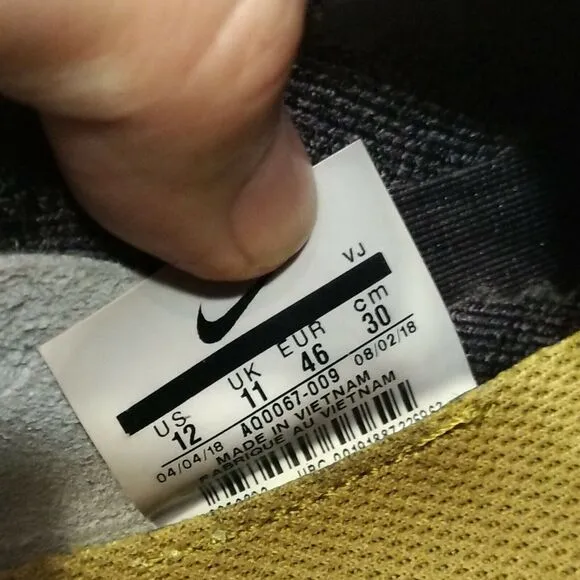 VJ
US UK EUR cm
12 11 46 30
04/04/18 AQ0067-009 08/02/18
MADE IN VIETNAM
FABRIQUE AU VIETNAM